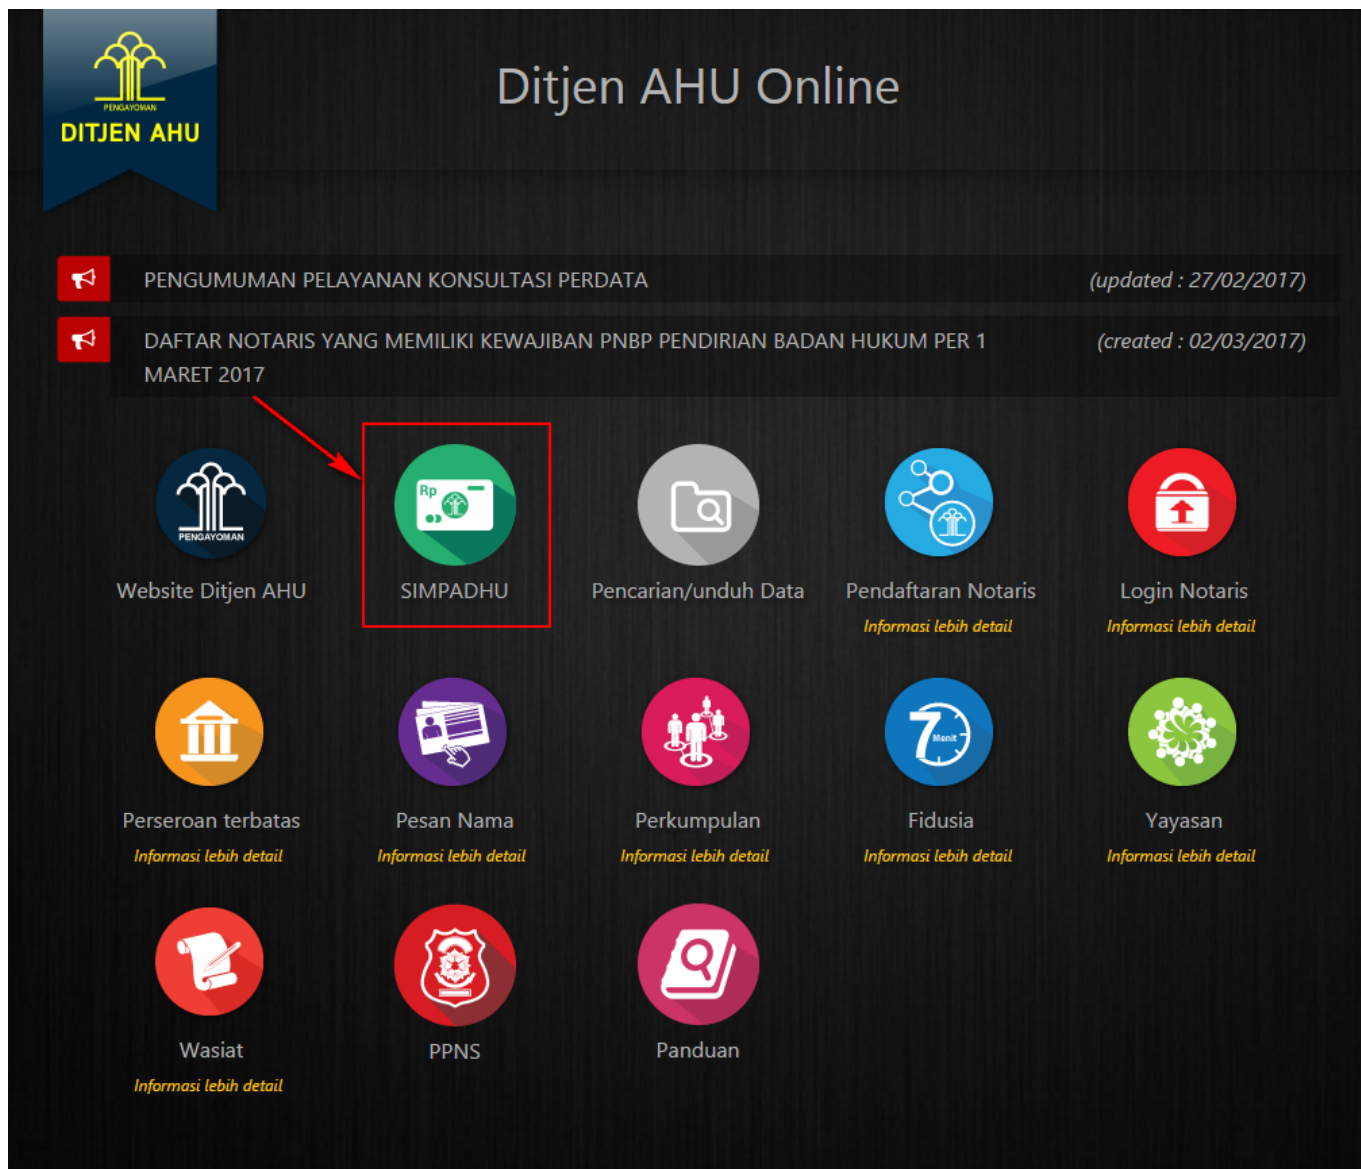 PENGAYOMAN
DITJEN AHU
Ditjen AHU Online
PENGUMUMAN PELAYANAN KONSULTASI PERDATA (updated : 27/02/2017)
DAFTAR NOTARIS YANG MEMILIKI KEWAJIBAN PNBP PENDIRIAN BADAN HUKUM PER 1 (created : 02/03/2017)
MARET 2017
PENGAYOMAN
Rp
Website Ditjen AHU
SIMPADHU
Pencarian/unduh Data
Pendaftaran Notaris
Informasi lebih detail
Login Notaris
Informasi lebih detail
Perseroan terbatas
Informasi lebih detail
Pesan Nama
Informasi lebih detail
Perkumpulan
Informasi lebih detail
7 Menit
Fidusia
Informasi lebih detail
Yayasan
Informasi lebih detail
Wasiat
Informasi lebih detail
PPNS
Panduan